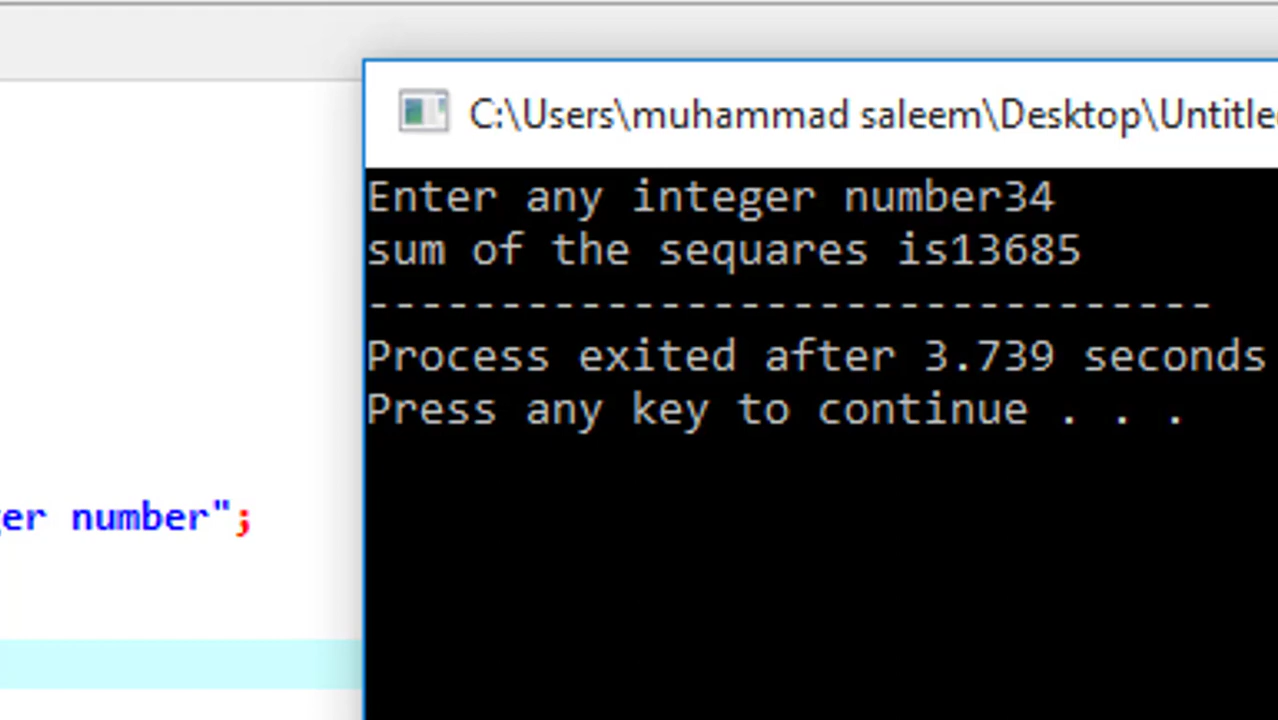 C:\Users\muhammad saleem\Desktop\Untitle
Enter any integer number34
sum of the sequares is13685
--------------------------------
Process exited after 3.739 seconds
Press any key to continue . . .
er number";